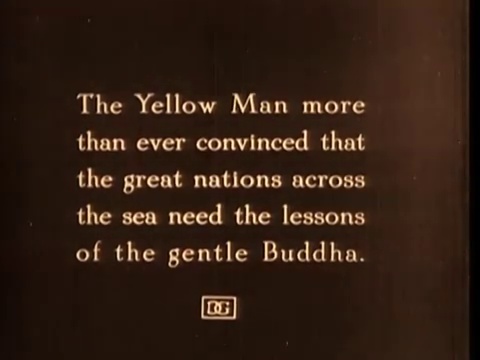 The Yellow Man more
than ever convinced that
the great nations across
the sea need the lessons
of the gentle Buddha.
DG